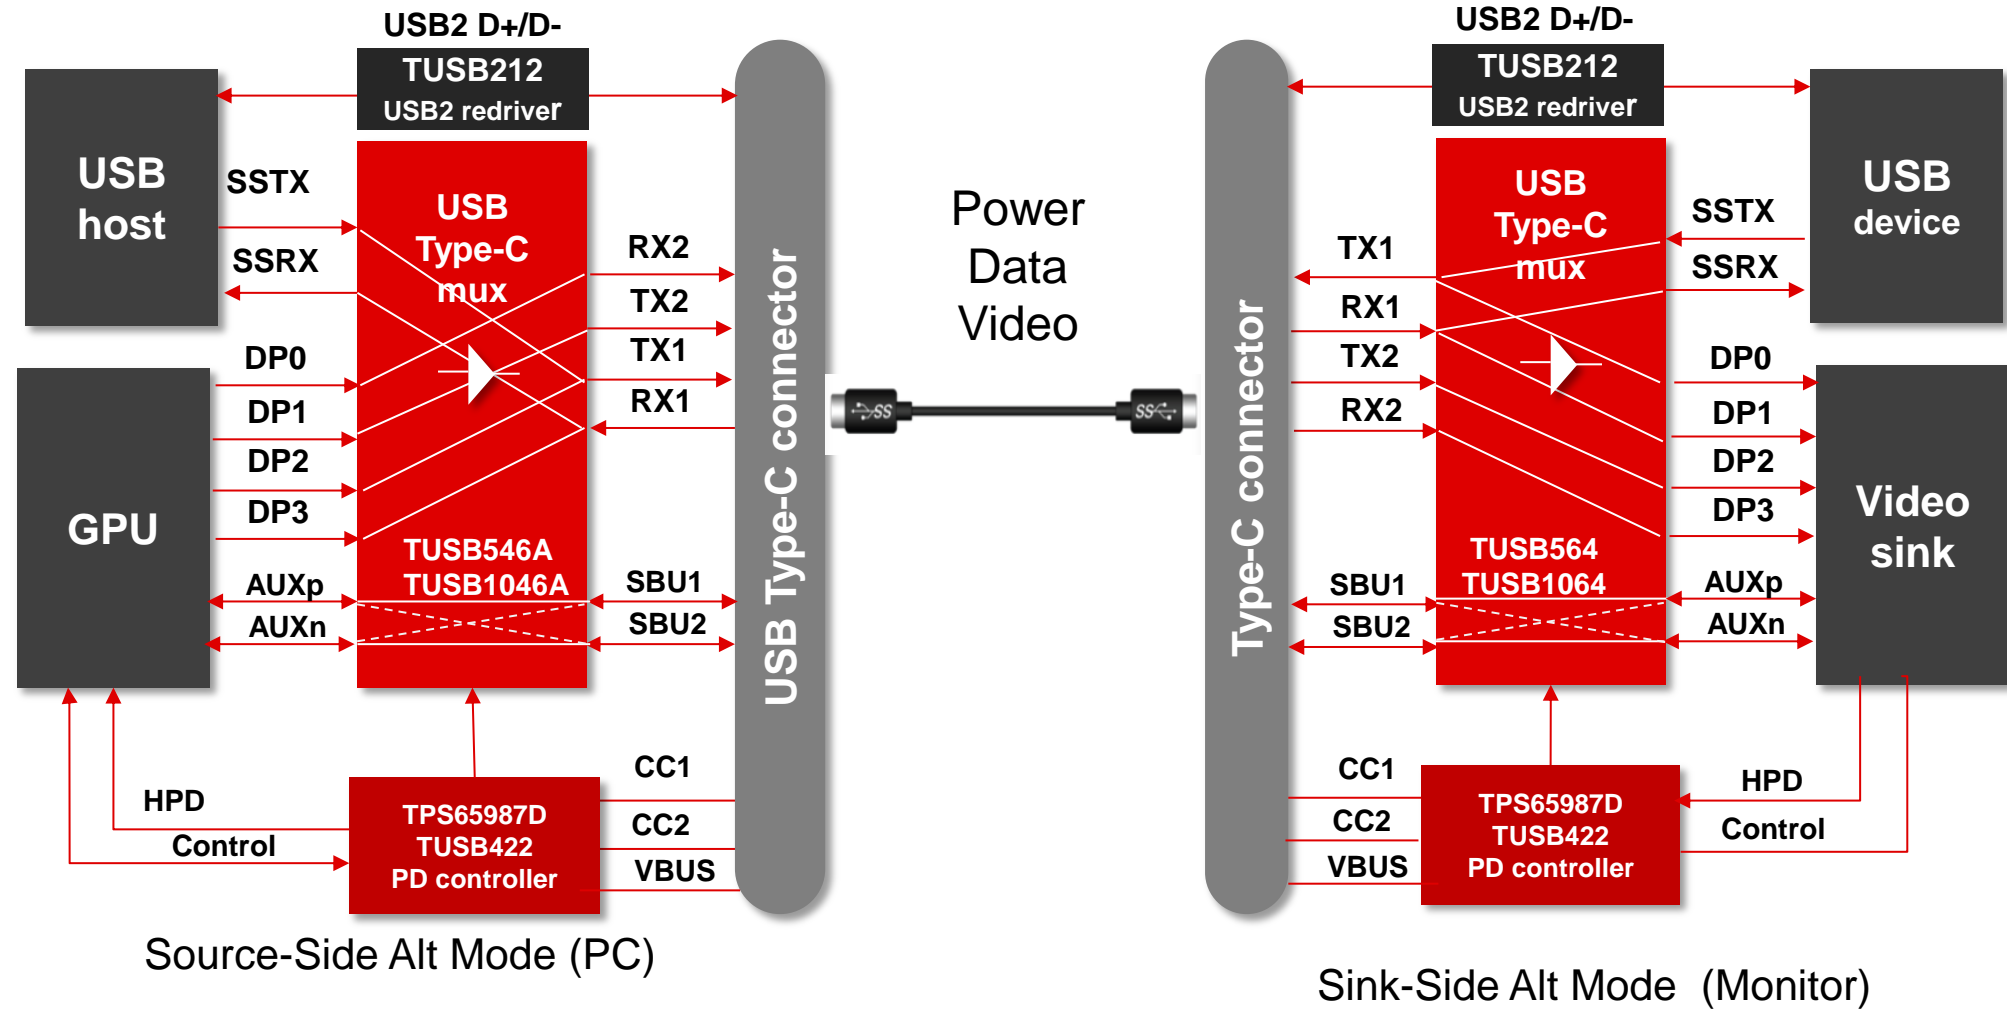 USB2 D+/D-
TUSB212
USB2 redriver
USB
host
SSTX
SSRX
USB
Type-C
mux
RX2
TX2
TX1
RX1
DP0
DP1
DP2
DP3
GPU
AUXp
AUXn
TUSB546A
TUSB1046A
SBU1
SBU2
USB Type-C connector
HPD
Control
TPS65987D
TUSB422
PD controller
CC1
CC2
VBUS
Source-Side Alt Mode (PC)
Power
Data
Video
SS
SS
USB2 D+/D-
TUSB212
USB2 redriver
Type-C connector
TX1
RX1
TX2
RX2
USB
Type-C
mux
SSTX
SSRX
USB
device
DP0
DP1
DP2
DP3
Video
sink
TUSB564
TUSB1064
SBU1
SBU2
AUXp
AUXn
CC1
CC2
VBUS
TPS65987D
TUSB422
PD controller
HPD
Control
Sink-Side Alt Mode (Monitor)